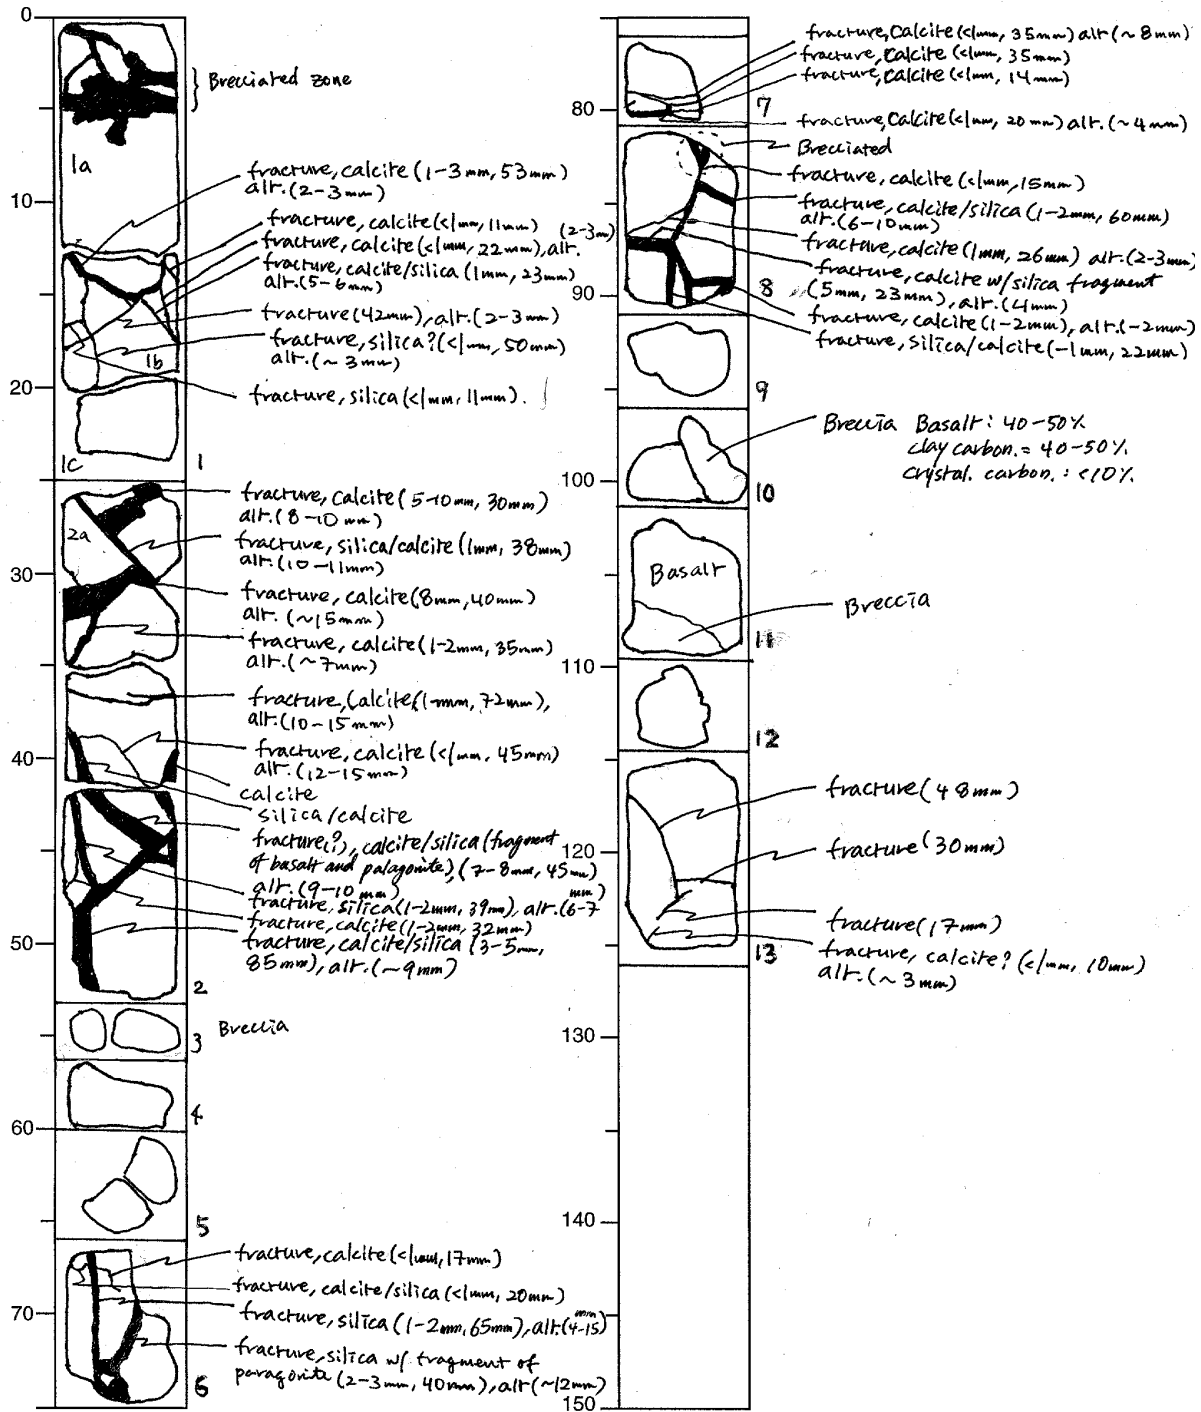 0
Brecciated zone
1a
fracture, calcite (1-3mm, 53mm)
alt. (2-3mm)
10
fracture, calcite (<1mm, 11mm) (2-3m)
fracture, calcite (<1mm, 22mm), alt.
fracture, calcite/silica (1mm, 23mm)
alt. (5-6mm)
fracture (42mm), alt. (2-3mm)
fracture, silica? (<1mm, 50mm)
1b
alt. (~3mm)
20
fracture, silica (<1mm, 11mm).
1c
1
fracture, calcite (5-10mm, 30mm)
alt. (8-10mm)
2a
fracture, silica/calcite (1mm, 38mm)
alt. (10-11mm)
30
fracture, calcite (8mm, 40mm)
alt. (~15mm)
fracture, calcite (1-2mm, 35mm)
alt. (~7mm)
fracture, calcite (1-mm, 72mm),
alt. (10-15mm)
40
fracture, calcite (<1mm, 45mm)
alt. (12-15mm)
calcite
silica/calcite
fracture(?), calcite/silica (fragment
of basalt and palagonite), (7-8mm, 45mm)
alt. (9-10mm)
fracture, silica (1-2mm, 39mm), alt. (6-7 mm)
fracture, calcite (1-2mm, 32mm)
50
fracture, calcite/silica (3-5mm,
85mm), alt. (~9mm)
2
3
Breccia
4
60
5
fracture, calcite (<1mm, 17mm)
fracture, calcite/silica (<1mm, 20mm)
70
fracture, silica (1-2mm, 65mm), alt. (4-15 mm)
fracture, silica w/ fragment of
paragonite (2-3mm, 40mm), alt (~12mm)
6
fracture, calcite (<1mm, 35mm) alt (~8mm)
fracture, calcite (<1mm, 35mm)
fracture, calcite (<1mm, 14mm)
80
7
fracture, calcite (<1mm, 20mm) alt. (~4mm)
Brecciated
fracture, calcite (<1mm, 15mm)
fracture, calcite/silica (1-2mm, 60mm)
alt. (6-10mm)
fracture, calcite (1mm, 26mm) alt. (2-3mm)
fracture, calcite w/silica fragment
90
8
(5mm, 23mm), alt. (4mm)
fracture, calcite (1-2mm), alt. (-2mm)
fracture, silica/calcite (-1mm, 22mm)
9
Breccia Basalt: 40-50%
clay carbon. = 40-50%
crystal. carbon. : <10%
100
10
Basalt
Breccia
11
110
12
fracture (48mm)
120
fracture (30mm)
fracture (17mm)
13
fracture, calcite? (<1mm, 10mm)
alt. (~3mm)
130
140
150